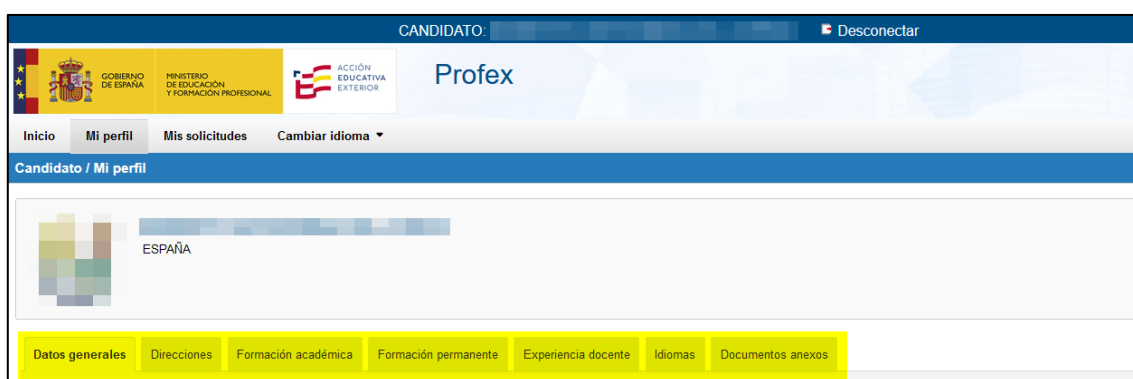 CANDIDATO: Desconectar
GOBIERNO DE ESPAÑA
MINISTERIO DE EDUCACIÓN Y FORMACIÓN PROFESIONAL
ACCIÓN EDUCATIVA EXTERIOR
Profex
Inicio Mi perfil Mis solicitudes Cambiar idioma
Candidato / Mi perfil
ESPAÑA
Datos generales Direcciones Formación académica Formación permanente Experiencia docente Idiomas Documentos anexos